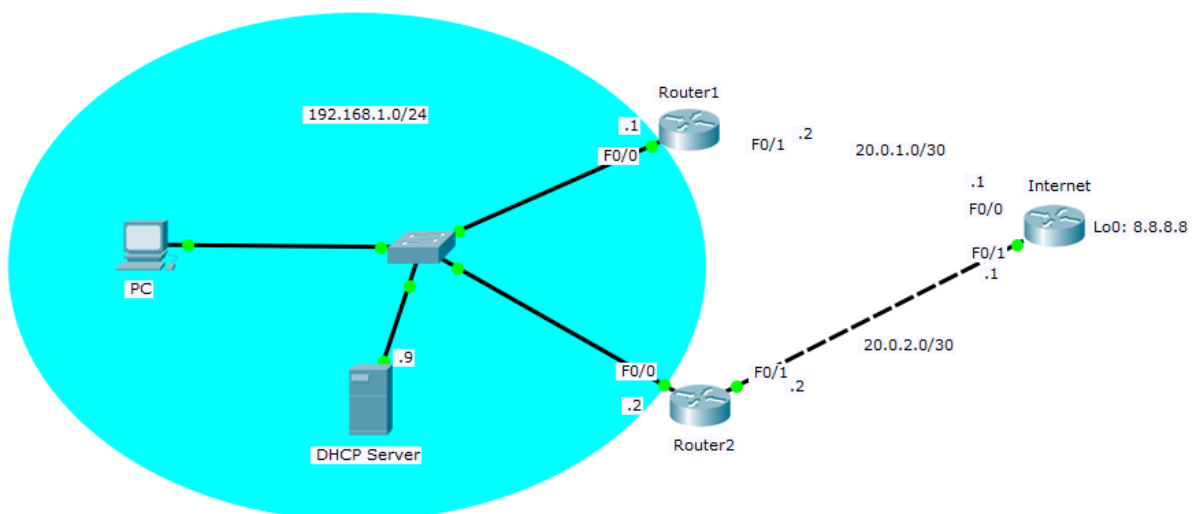 Router1
192.168.1.0/24
.1
F0/0
F0/1
.2
20.0.1.0/30
.1
Internet
F0/0
Lo0: 8.8.8.8
F0/1
.1
PC
20.0.2.0/30
.9
F0/0
F0/1
.2
.2
DHCP Server
Router2